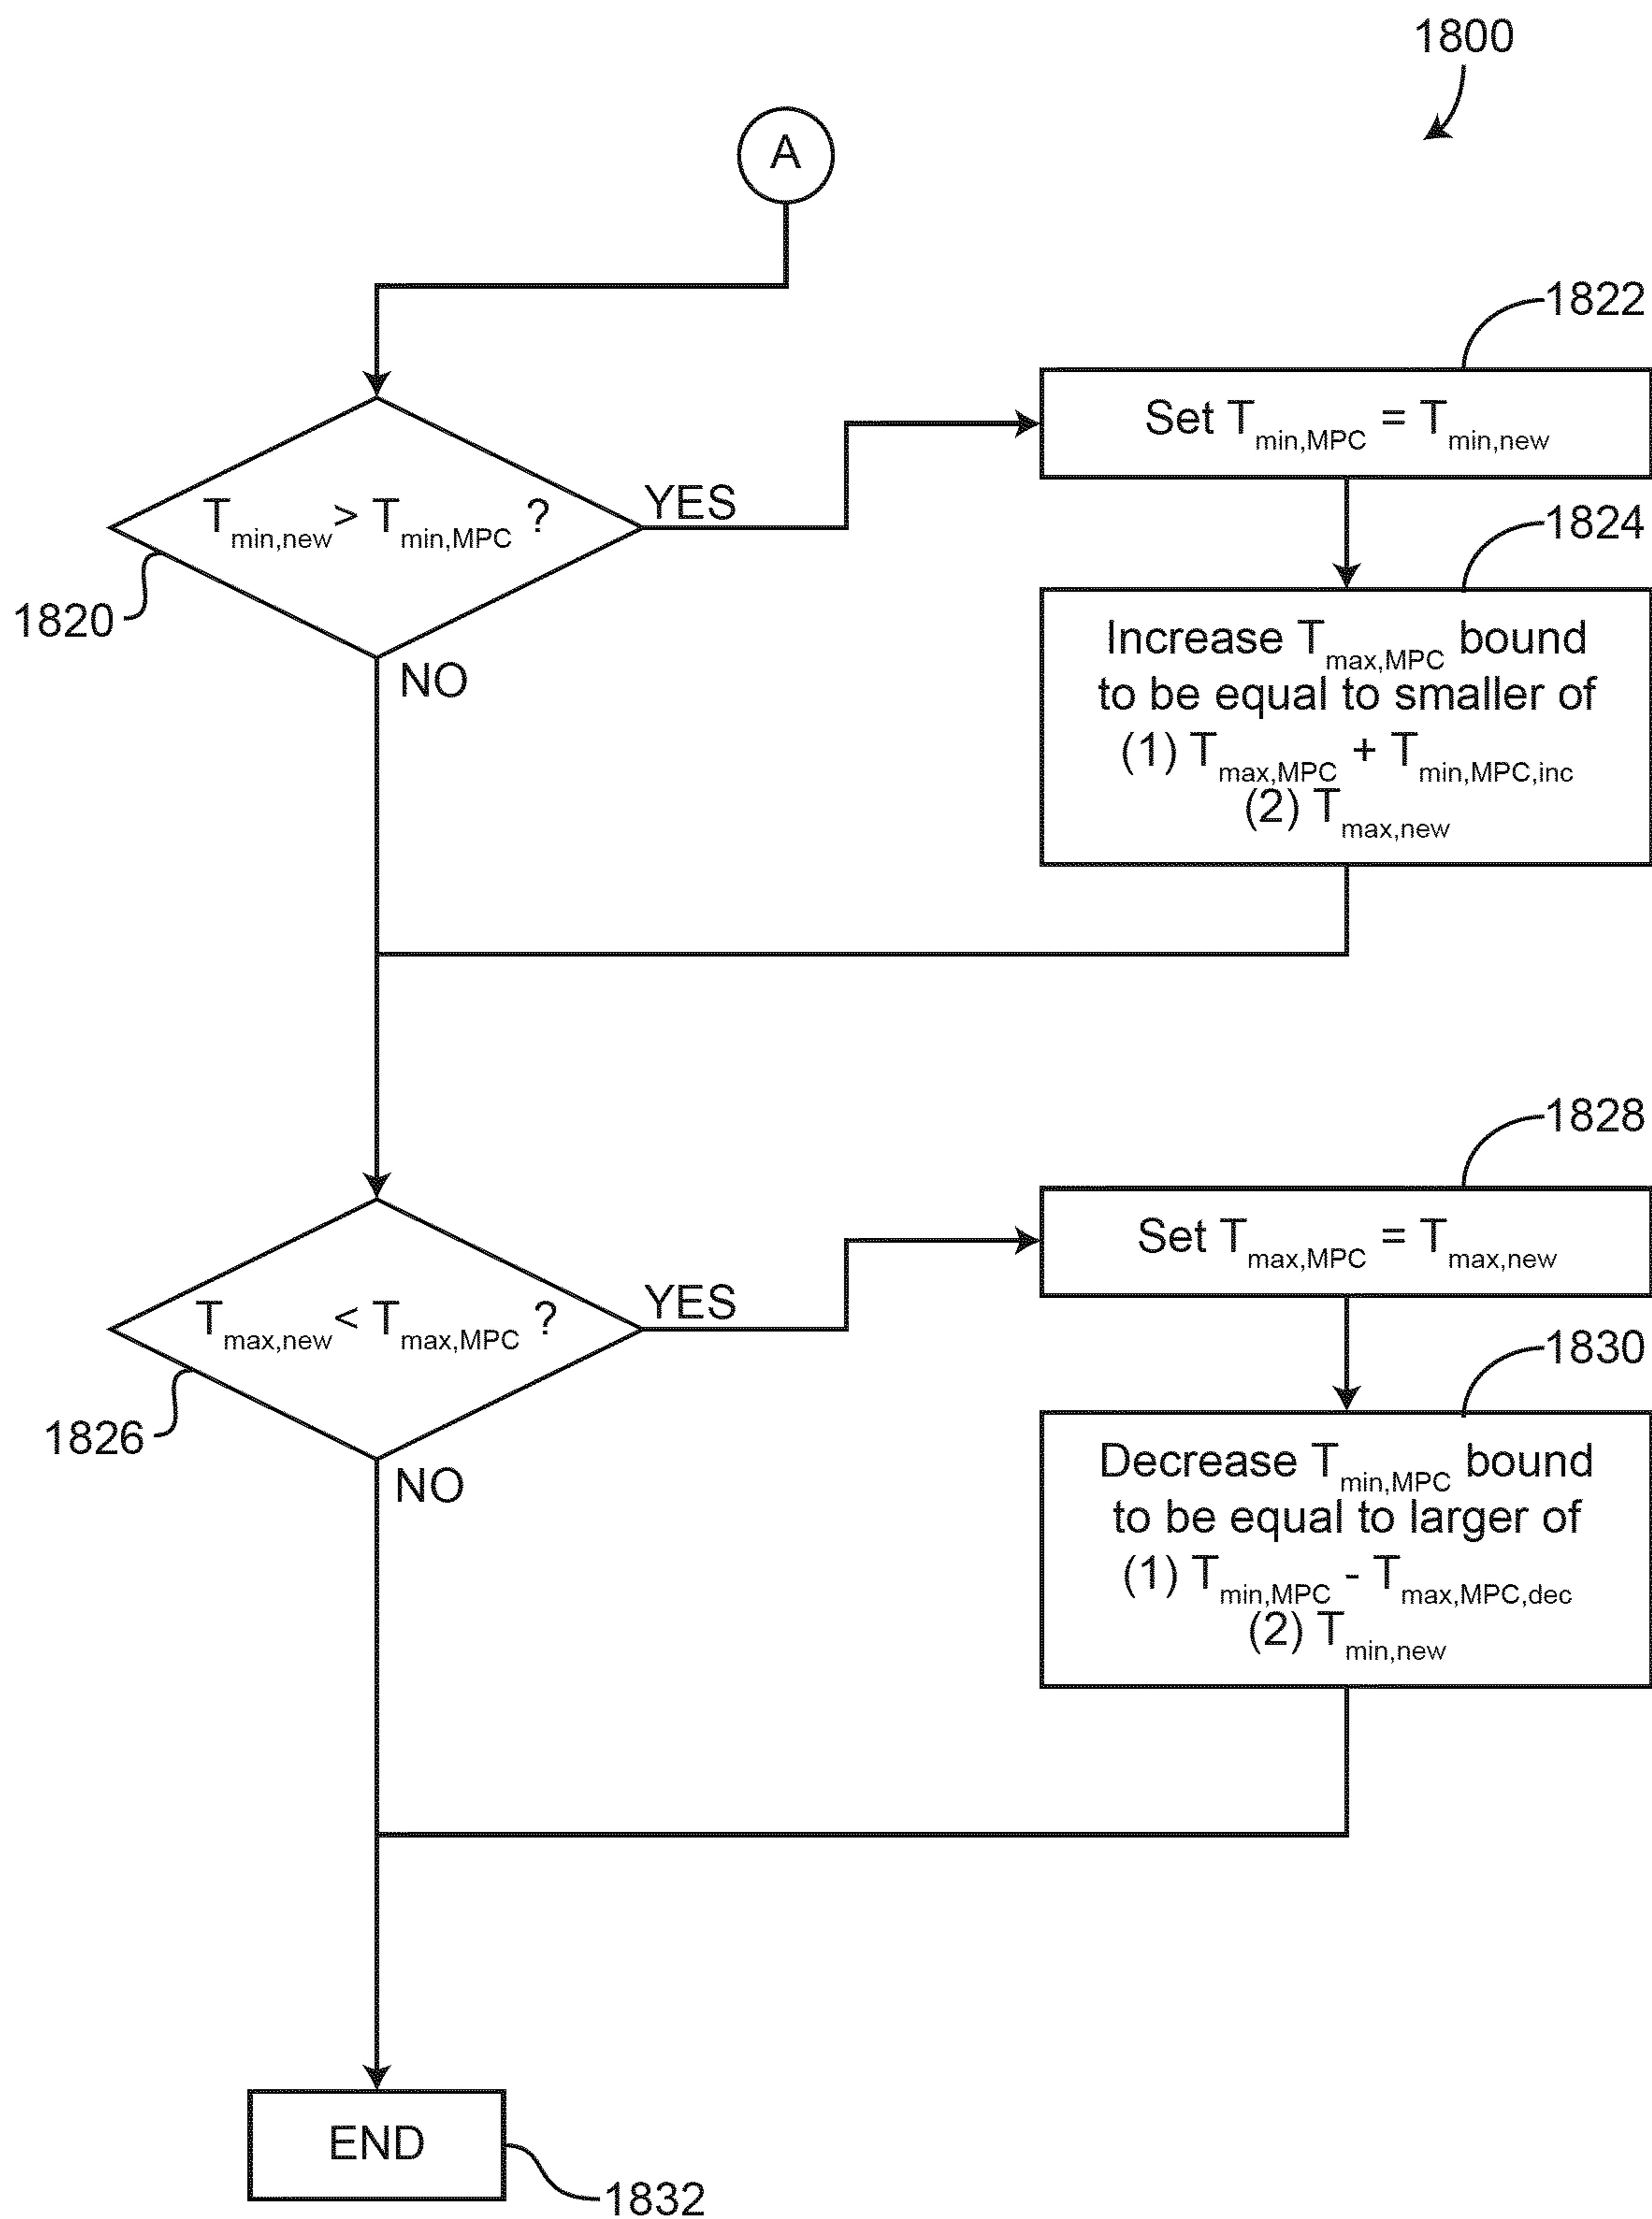 1800
A
1822
Set T min,MPC = T min,new
T min,new > T min,MPC ?
YES
1820
NO
1824
Increase T max,MPC bound
to be equal to smaller of
(1) T max,MPC + T min,MPC,inc
(2) T max,new
1828
Set T max,MPC = T max,new
T max,new < T max,MPC ?
YES
1826
NO
1830
Decrease T min,MPC bound
to be equal to larger of
(1) T min,MPC - T max,MPC,dec
(2) T min,new
END
1832